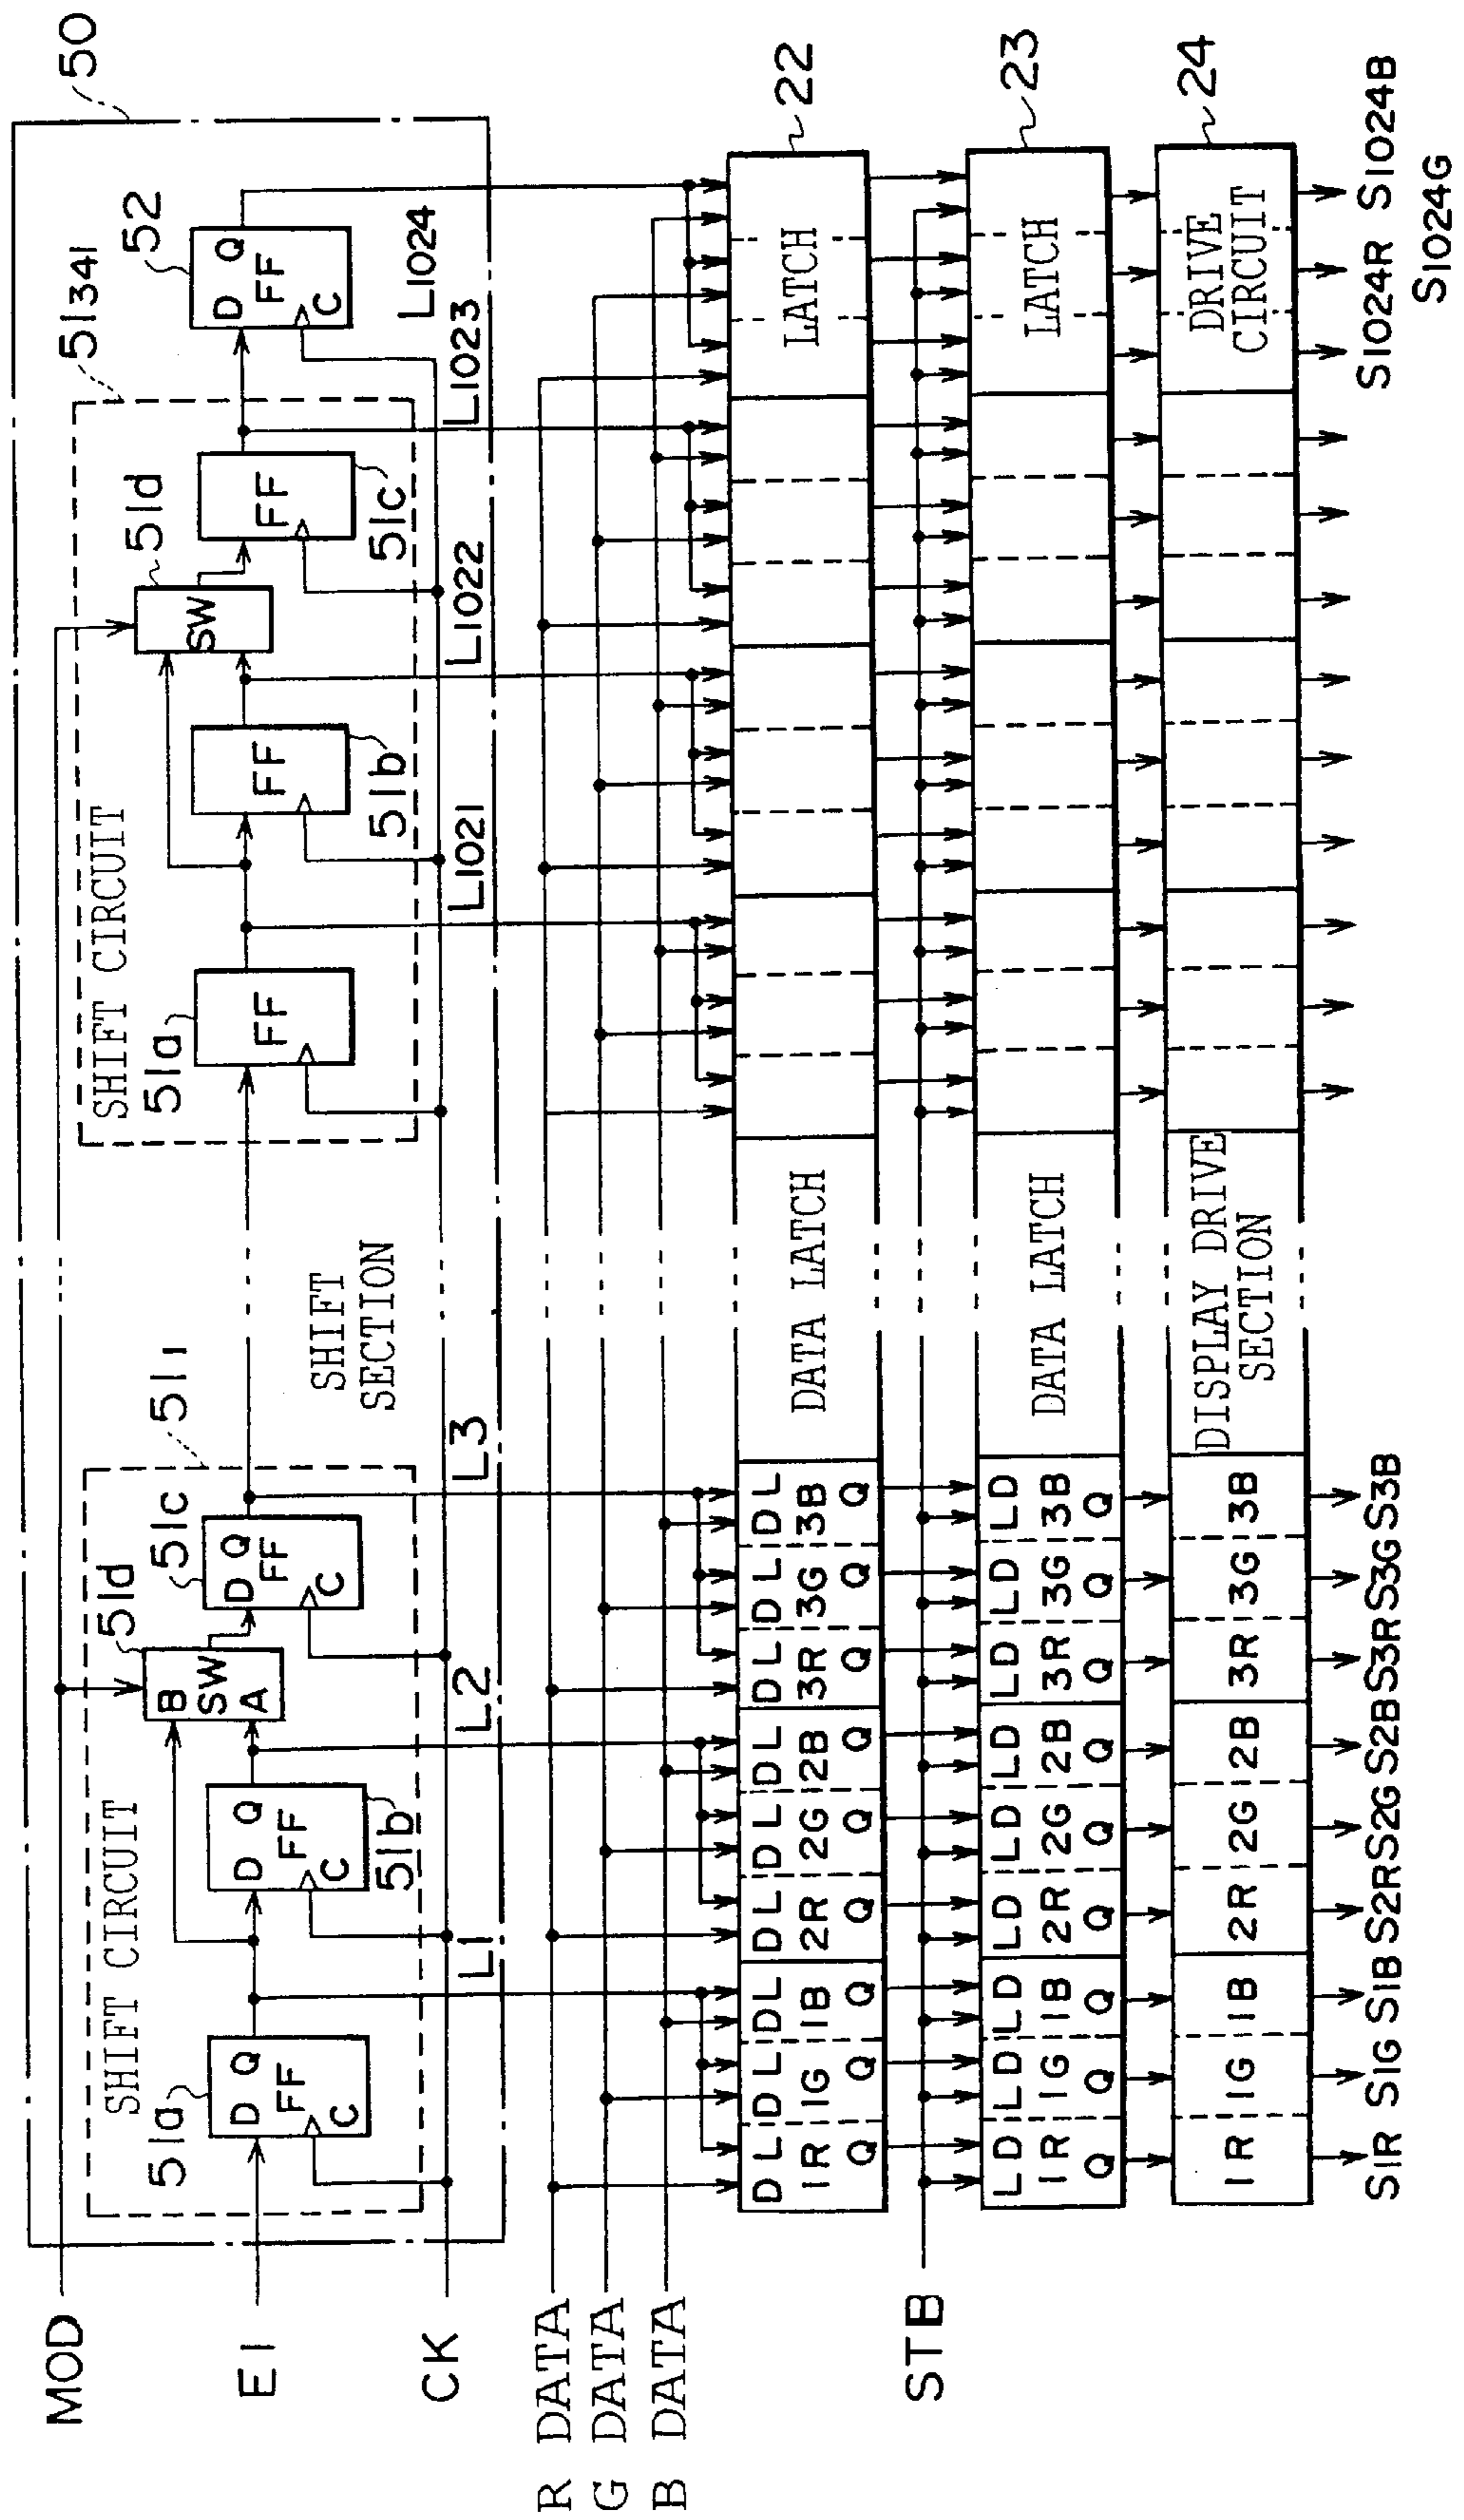 MOD
EI
CK
R DATA
G DATA
B DATA
STB
50
SHIFT CIRCUIT
51₁
51a
D Q
FF
C
51b
D Q
FF
C
51d
B
SW
A
51c
D Q
FF
C
L1
L2
L3
SHIFT
SECTION
SHIFT CIRCUIT
51₃₄₁
51a
FF
51b
FF
51d
SW
51c
FF
52
D Q
FF
C
L1021
L1022
L1023
L1024
DL DL DL DL DL DL DL DL DL
1R 1G 1B 2R 2G 2B 3R 3G 3B
Q Q Q Q Q Q Q Q Q
DATA LATCH
LATCH
22
LD LD LD LD LD LD LD LD LD
1R 1G 1B 2R 2G 2B 3R 3G 3B
Q Q Q Q Q Q Q Q Q
DATA LATCH
LATCH
23
1R 1G 1B 2R 2G 2B 3R 3G 3B
DISPLAY DRIVE
SECTION
DRIVE
CIRCUIT
24
S1R S1G S1B S2R S2G S2B S3R S3G S3B
S1024R S1024B
S1024G